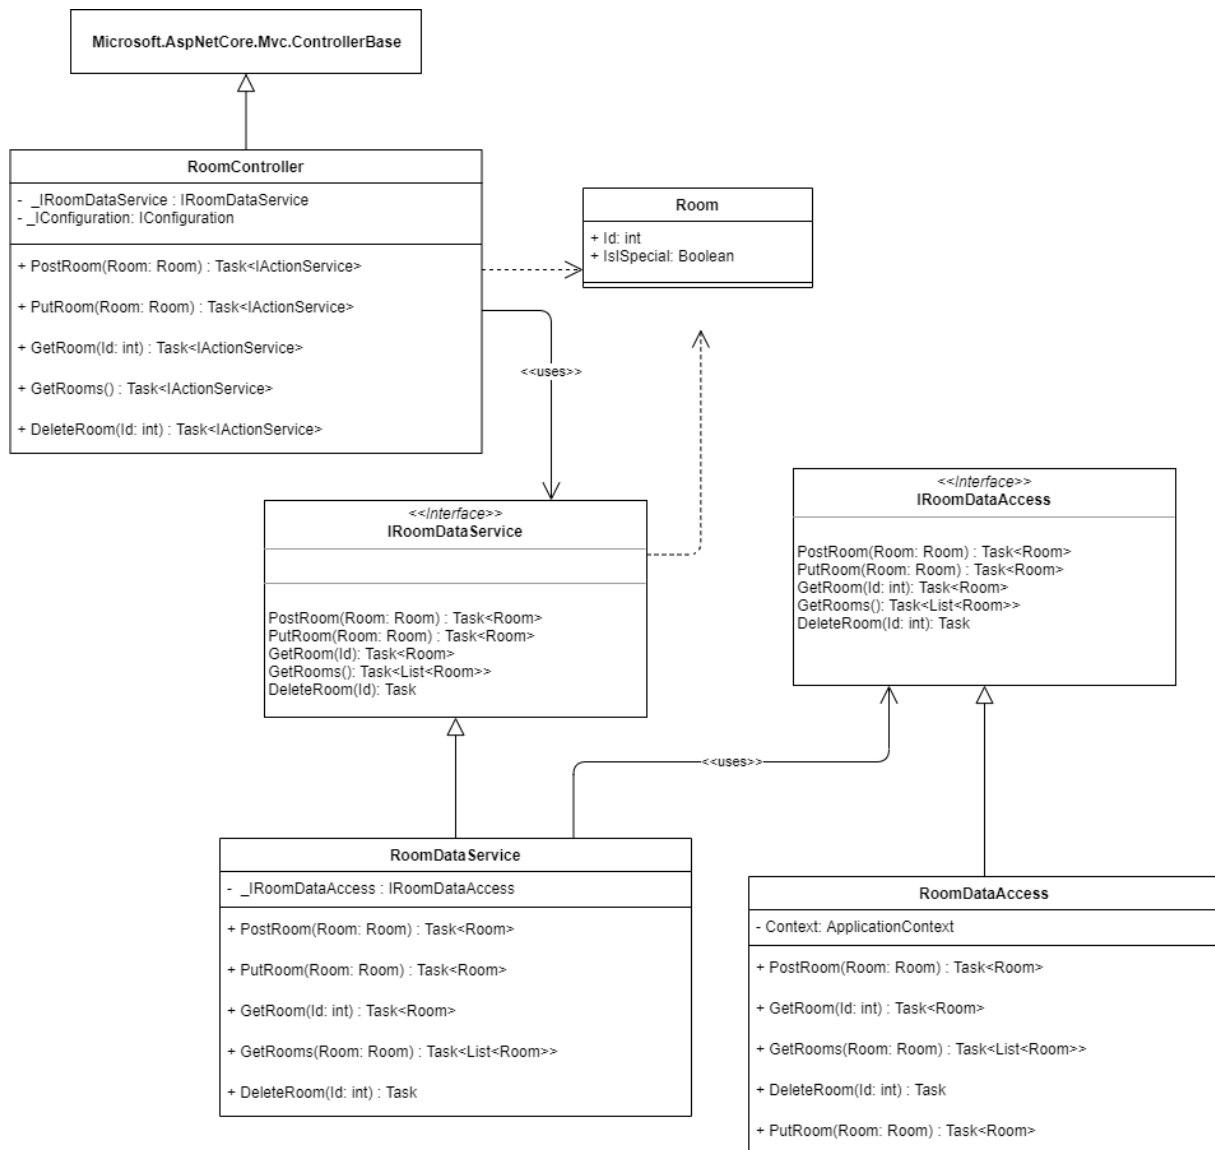 Microsoft.AspNetCore.Mvc.ControllerBase
RoomController
- _IRoomDataService : IRoomDataService
- _IConfiguration: IConfiguration
+ PostRoom(Room: Room) : Task<IActionService>
+ PutRoom(Room: Room) : Task<IActionService>
+ GetRoom(Id: int) : Task<IActionService>
+ GetRooms() : Task<IActionService>
+ DeleteRoom(Id: int) : Task<IActionService>
Room
+ Id: int
+ IsISpecial: Boolean
<<uses>>
<<Interface>>
IRoomDataService
PostRoom(Room: Room) : Task<Room>
PutRoom(Room: Room) : Task<Room>
GetRoom(Id): Task<Room>
GetRooms(): Task<List<Room>>
DeleteRoom(Id): Task
<<Interface>>
IRoomDataAccess
PostRoom(Room: Room) : Task<Room>
PutRoom(Room: Room) : Task<Room>
GetRoom(Id: int): Task<Room>
GetRooms(): Task<List<Room>>
DeleteRoom(Id: int): Task
<<uses>>
RoomDataService
- _IRoomDataAccess : IRoomDataAccess
+ PostRoom(Room: Room) : Task<Room>
+ PutRoom(Room: Room) : Task<Room>
+ GetRoom(Id: int) : Task<Room>
+ GetRooms(Room: Room) : Task<List<Room>>
+ DeleteRoom(Id: int) : Task
RoomDataAccess
- Context: ApplicationContext
+ PostRoom(Room: Room) : Task<Room>
+ GetRoom(Id: int) : Task<Room>
+ GetRooms(Room: Room) : Task<List<Room>>
+ DeleteRoom(Id: int) : Task
+ PutRoom(Room: Room) : Task<Room>